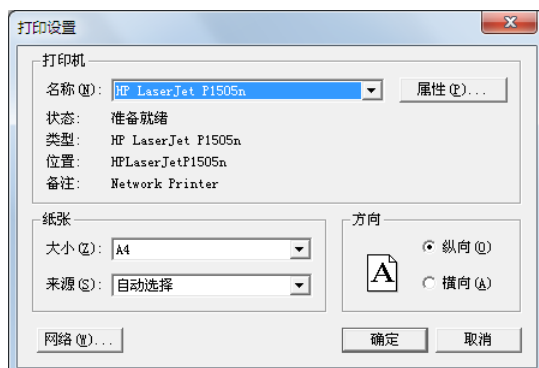 打印设置
打印机
名称(N): HP LaserJet P1505n 属性(P)...
状态: 准备就绪
类型: HP LaserJet P1505n
位置: HPLaserJetP1505n
备注: Network Printer
纸张 方向
大小(Z): A4 纵向(O)
来源(S): 自动选择 A 横向(A)
网络(W)... 确定 取消